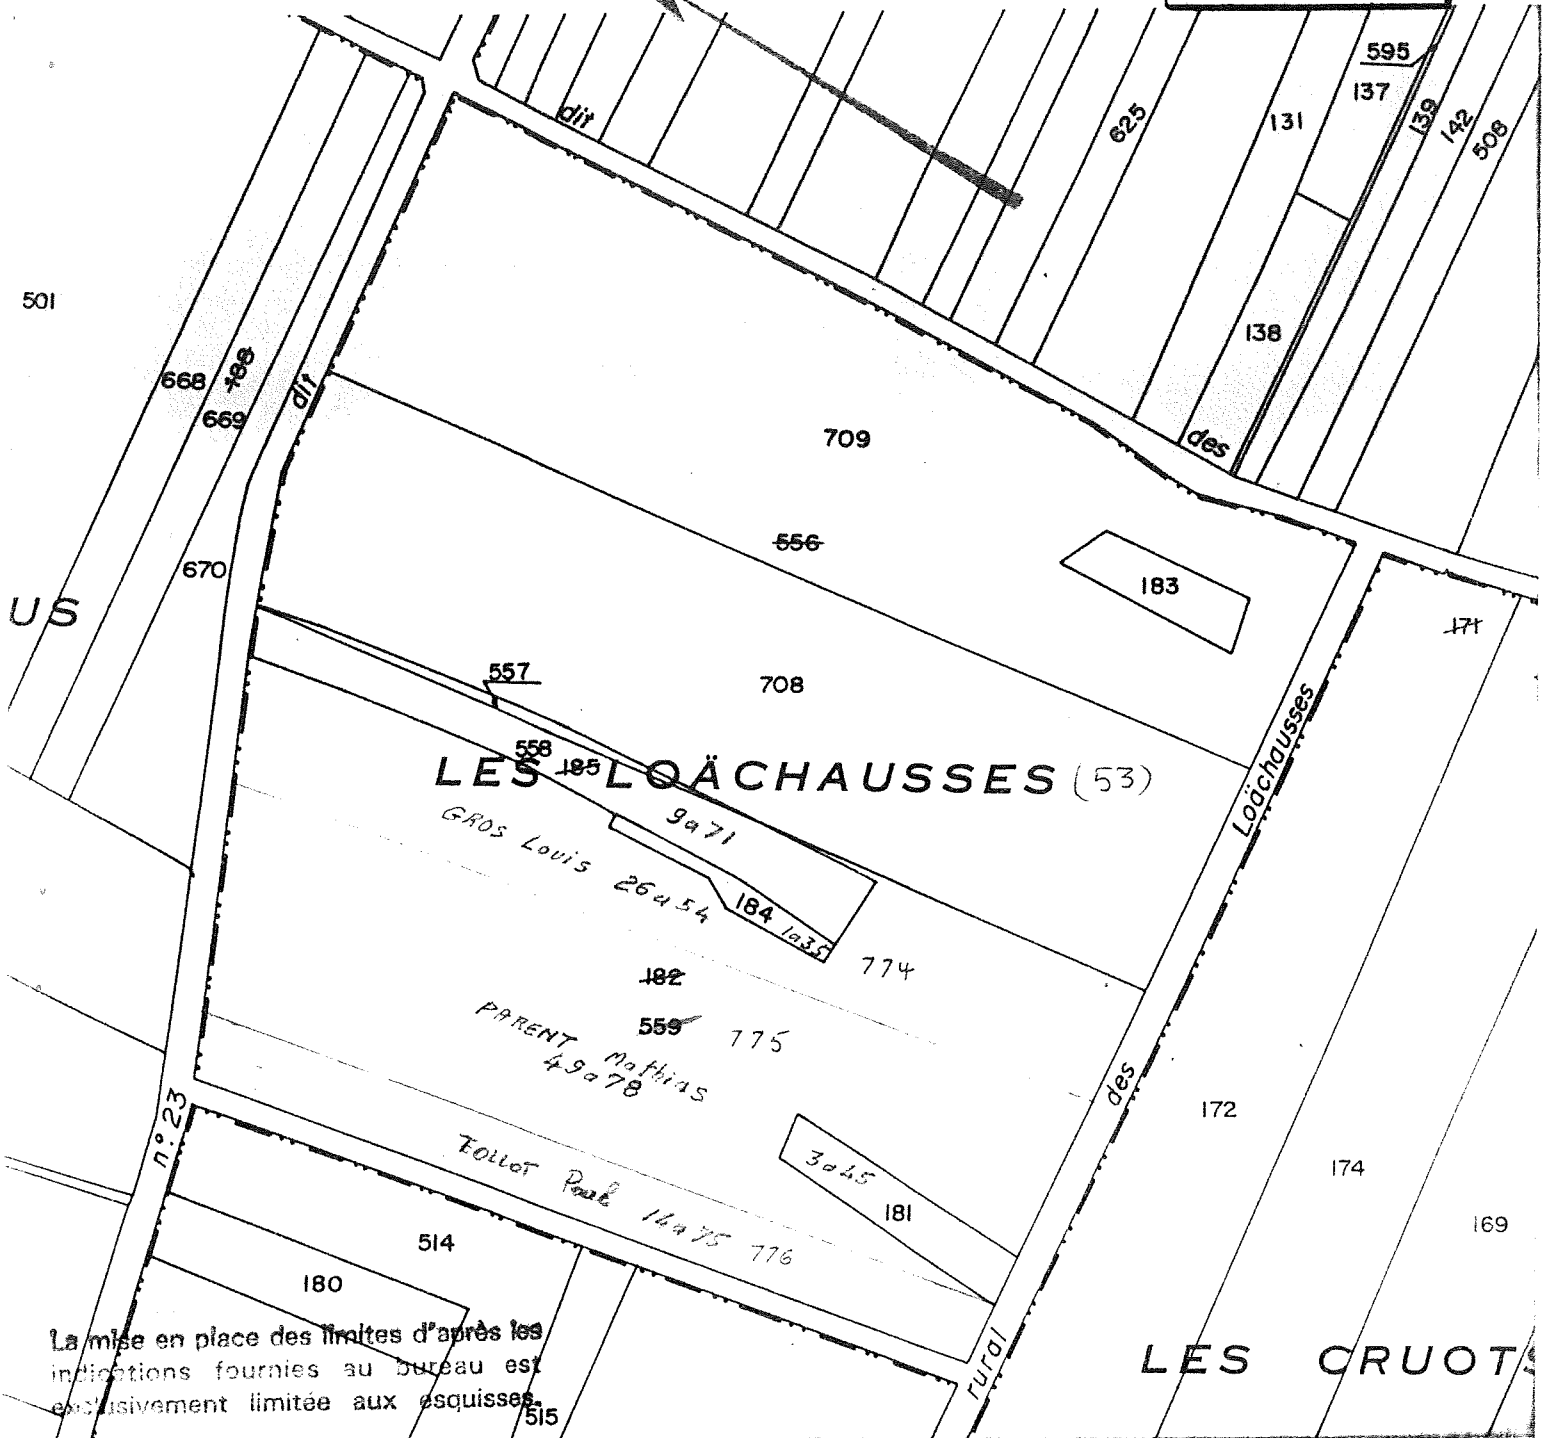 595
137
dit
625
131
139
142
508
501
138
668
188
669
dit
709
des
556
670
183
US
171
557
708
558
185
LES LOÄCHAUSSES (53)
Loächausses
9a71
GROS Louis 26a54
184
1a35
774
182
559
775
PARENT Mathias
49a78
des
172
n° 23
3a45
174
181
169
14a75
776
514
180
La mise en place des limites d'après les
indications fournies au bureau est
exclusivement limitée aux esquisses.
515
rural
LES CRUOTS